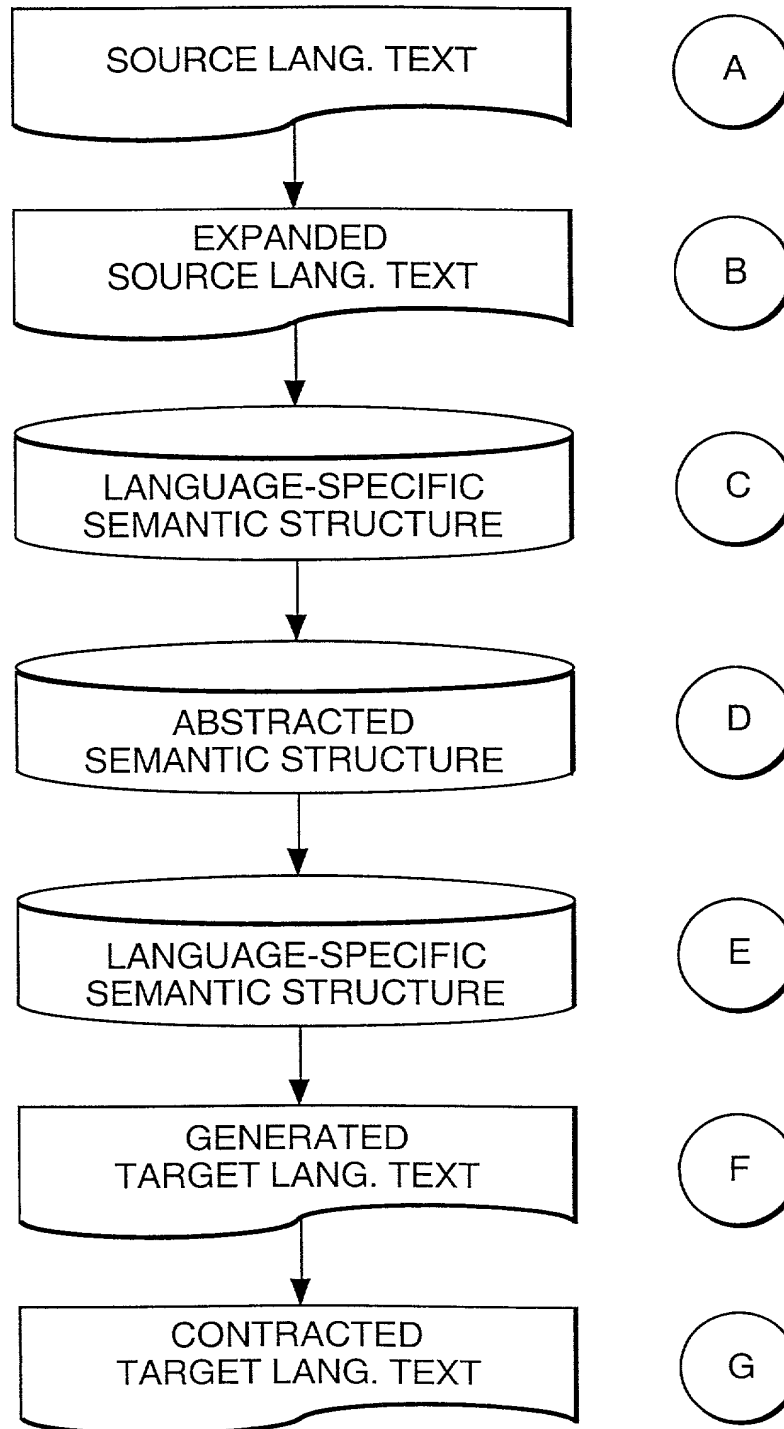 SOURCE LANG. TEXT
A
EXPANDED
SOURCE LANG. TEXT
B
LANGUAGE-SPECIFIC
SEMANTIC STRUCTURE
C
ABSTRACTED
SEMANTIC STRUCTURE
D
LANGUAGE-SPECIFIC
SEMANTIC STRUCTURE
E
GENERATED
TARGET LANG. TEXT
F
CONTRACTED
TARGET LANG. TEXT
G